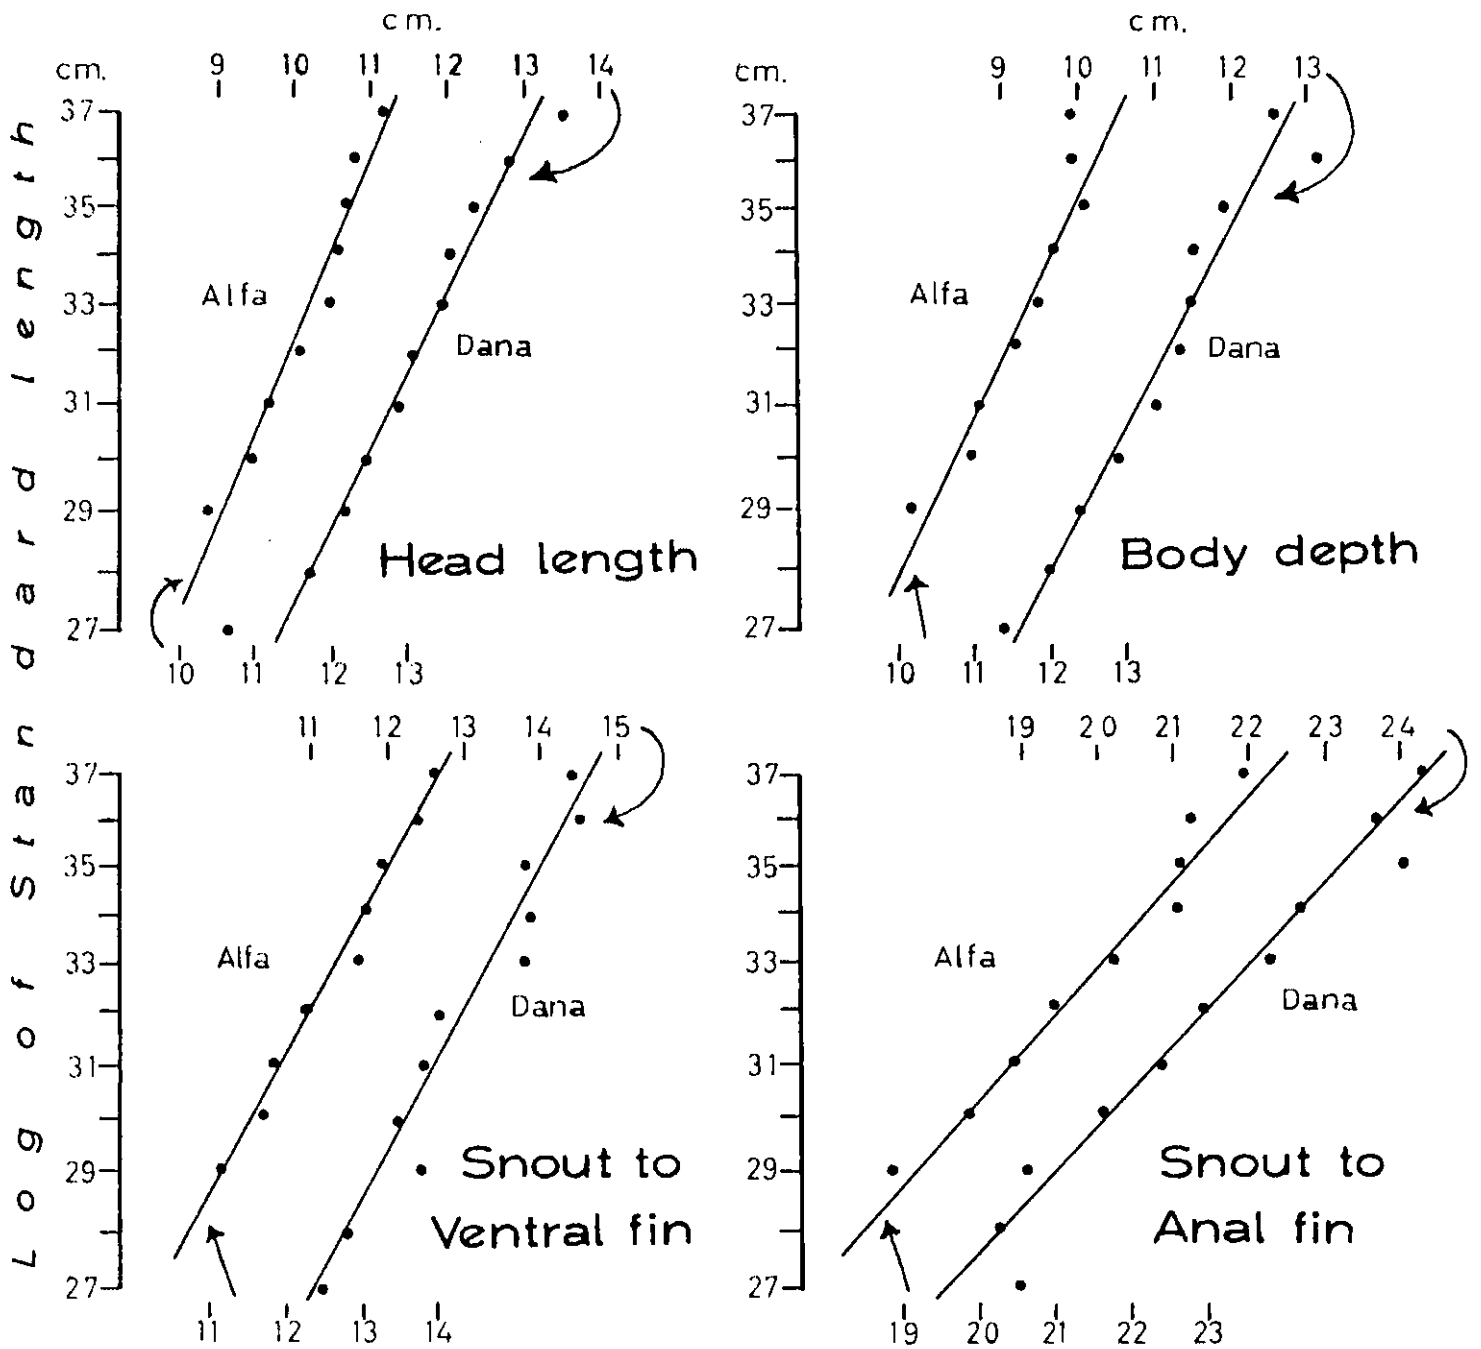 Log of Standard length
cm.
cm.
9 10 11 12 13 14
37
35
33
31
29
27
Alfa
Dana
Head length
10 11 12 13
cm.
cm.
9 10 11 12 13
37
35
33
31
29
27
Alfa
Dana
Body depth
10 11 12 13
11 12 13 14 15
37
35
33
31
29
27
Alfa
Dana
Snout to
Ventral fin
11 12 13 14
19 20 21 22 23 24
37
35
33
31
29
27
Alfa
Dana
Snout to
Anal fin
19 20 21 22 23